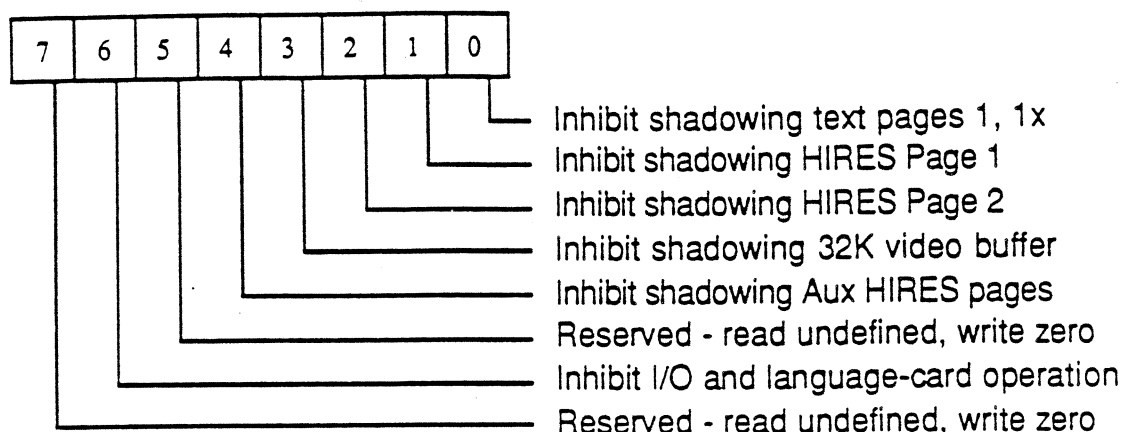 7 6 5 4 3 2 1 0
Inhibit shadowing text pages 1, 1x
Inhibit shadowing HIRES Page 1
Inhibit shadowing HIRES Page 2
Inhibit shadowing 32K video buffer
Inhibit shadowing Aux HIRES pages
Reserved - read undefined, write zero
Inhibit I/O and language-card operation
Reserved - read undefined, write zero